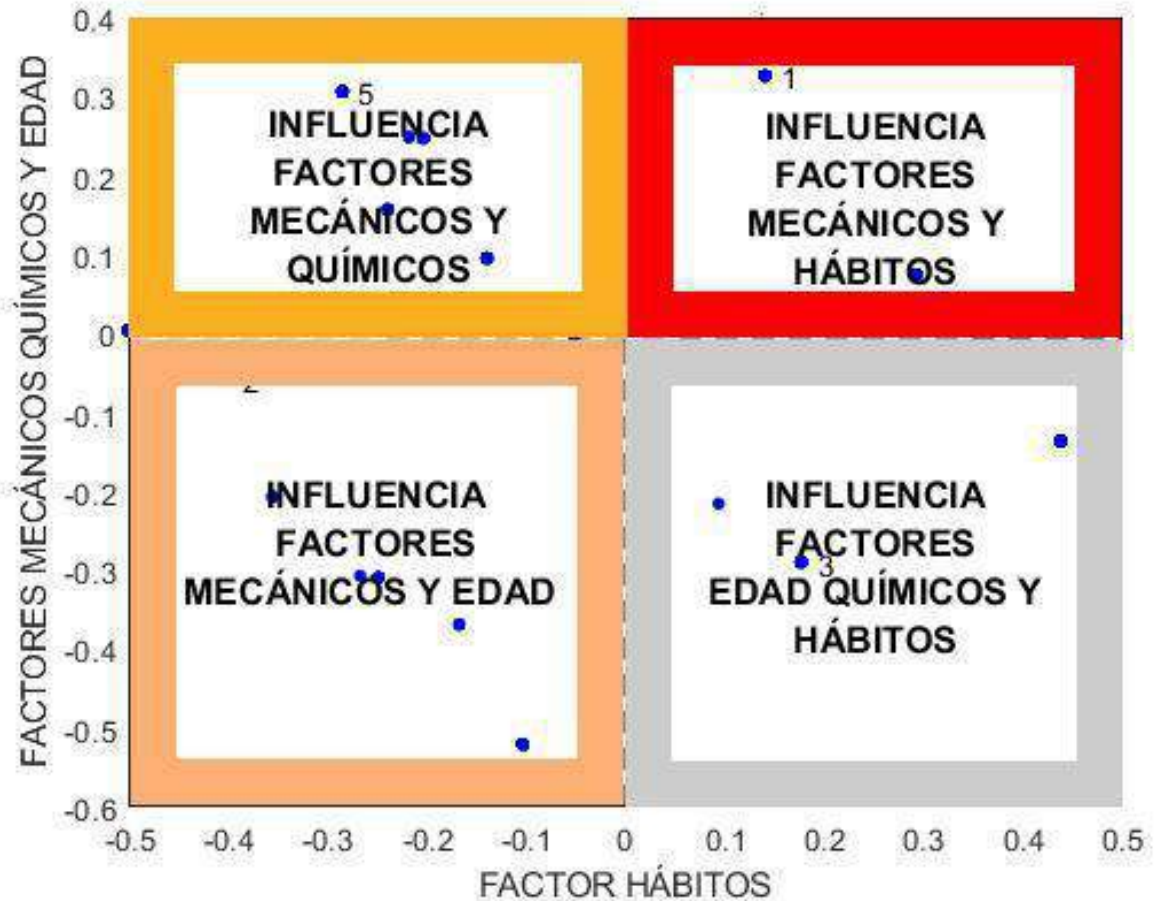 FACTORES MECÁNICOS QUÍMICOS Y EDAD
0.4
0.3
0.2
0.1
0
-0.1
-0.2
-0.3
-0.4
-0.5
-0.6
5
INFLUENCIA
FACTORES
MECÁNICOS Y
QUÍMICOS
1
INFLUENCIA
FACTORES
MECÁNICOS Y
HÁBITOS
INFLUENCIA
FACTORES
MECÁNICOS Y EDAD
INFLUENCIA
FACTORES
3
EDAD QUÍMICOS Y
HÁBITOS
-0.5 -0.4 -0.3 -0.2 -0.1 0 0.1 0.2 0.3 0.4 0.5
FACTOR HÁBITOS